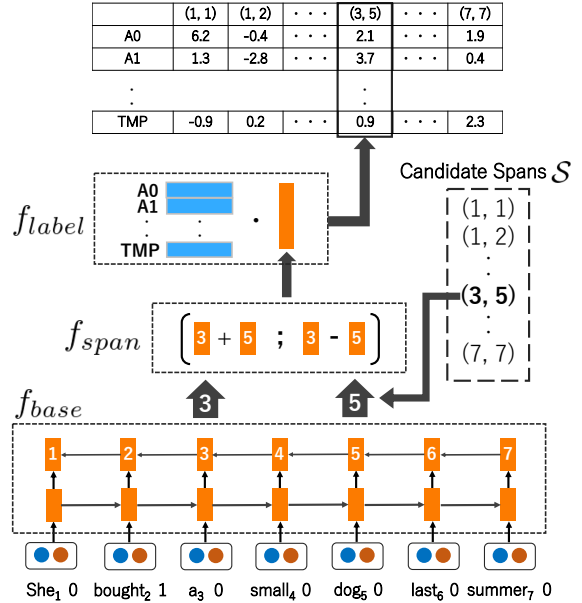 (1, 1) (1, 2) · · · (3, 5) · · · (7, 7)
A0 6.2 -0.4 · · · 2.1 · · · 1.9
A1 1.3 -2.8 · · · 3.7 · · · 0.4
: :
TMP -0.9 0.2 · · · 0.9 · · · 2.3
Candidate Spans S
f_label
A0
A1
: :
TMP
·
(1, 1)
(1, 2)
:
(3, 5)
:
(7, 7)
f_span
( 3 + 5 ; 3 - 5 )
3 5
f_base
1 2 3 4 5 6 7
She₁ 0 bought₂ 1 a₃ 0 small₄ 0 dog₅ 0 last₆ 0 summer₇ 0